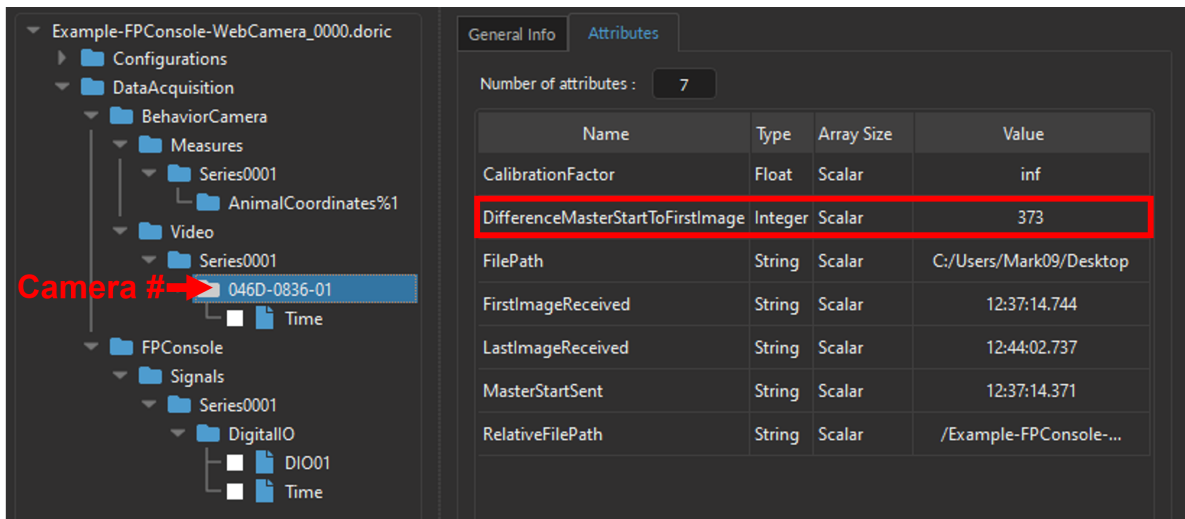 Example-FPConsole-WebCamera_0000.doric
Configurations
DataAcquisition
BehaviorCamera
Measures
Series0001
AnimalCoordinates%1
Video
Series0001
Camera #
046D-0836-01
Time
FPConsole
Signals
Series0001
DigitalIO
DIO01
Time
General Info Attributes
Number of attributes : 7
Name Type Array Size Value
CalibrationFactor Float Scalar inf
DifferenceMasterStartToFirstImage Integer Scalar 373
FilePath String Scalar C:/Users/Mark09/Desktop
FirstImageReceived String Scalar 12:37:14.744
LastImageReceived String Scalar 12:44:02.737
MasterStartSent String Scalar 12:37:14.371
RelativeFilePath String Scalar /Example-FPConsole-...